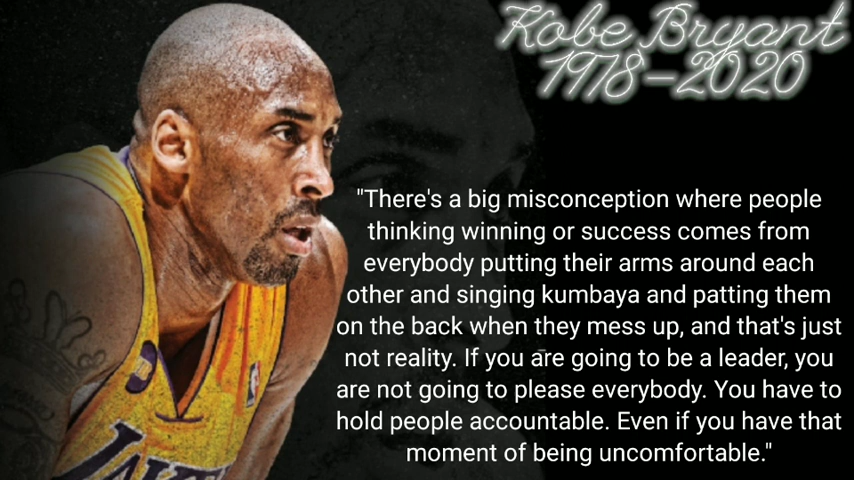 Kobe Bryant
1978-2020
"There's a big misconception where people
thinking winning or success comes from
everybody putting their arms around each
other and singing kumbaya and patting them
on the back when they mess up, and that's just
not reality. If you are going to be a leader, you
are not going to please everybody. You have to
hold people accountable. Even if you have that
moment of being uncomfortable."